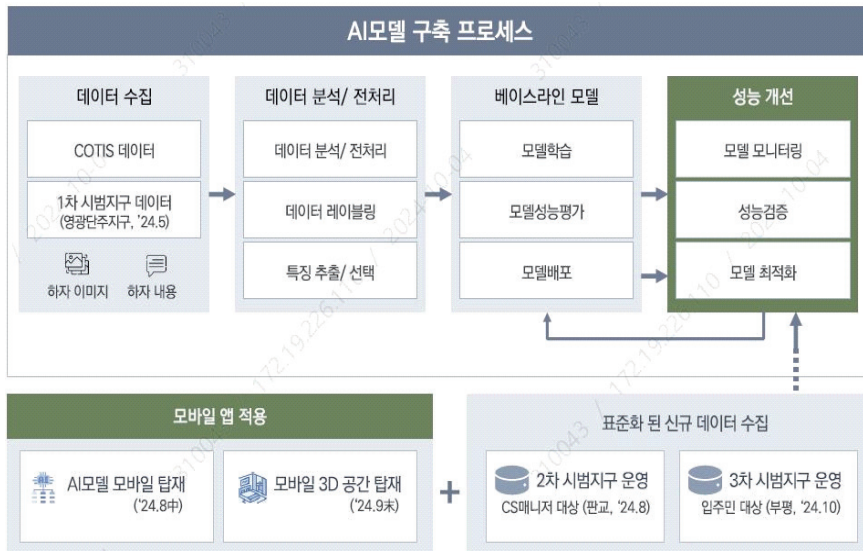 AI모델 구축 프로세스
데이터 수집
COTIS 데이터
1차 시범지구 데이터
(영광단주지구, '24.5)
하자 이미지
하자 내용
데이터 분석/ 전처리
데이터 분석/ 전처리
데이터 레이블링
특징 추출/ 선택
베이스라인 모델
모델학습
모델성능평가
모델배포
성능 개선
모델 모니터링
성능검증
모델 최적화
모바일 앱 적용
AI모델 모바일 탑재
('24.8中)
모바일 3D 공간 탑재
('24.9末)
+
표준화 된 신규 데이터 수집
2차 시범지구 운영
CS매니저 대상 (판교, '24.8)
3차 시범지구 운영
입주민 대상 (부평, '24.10)
310043 / 172.19.226.110 / 2024-10-04